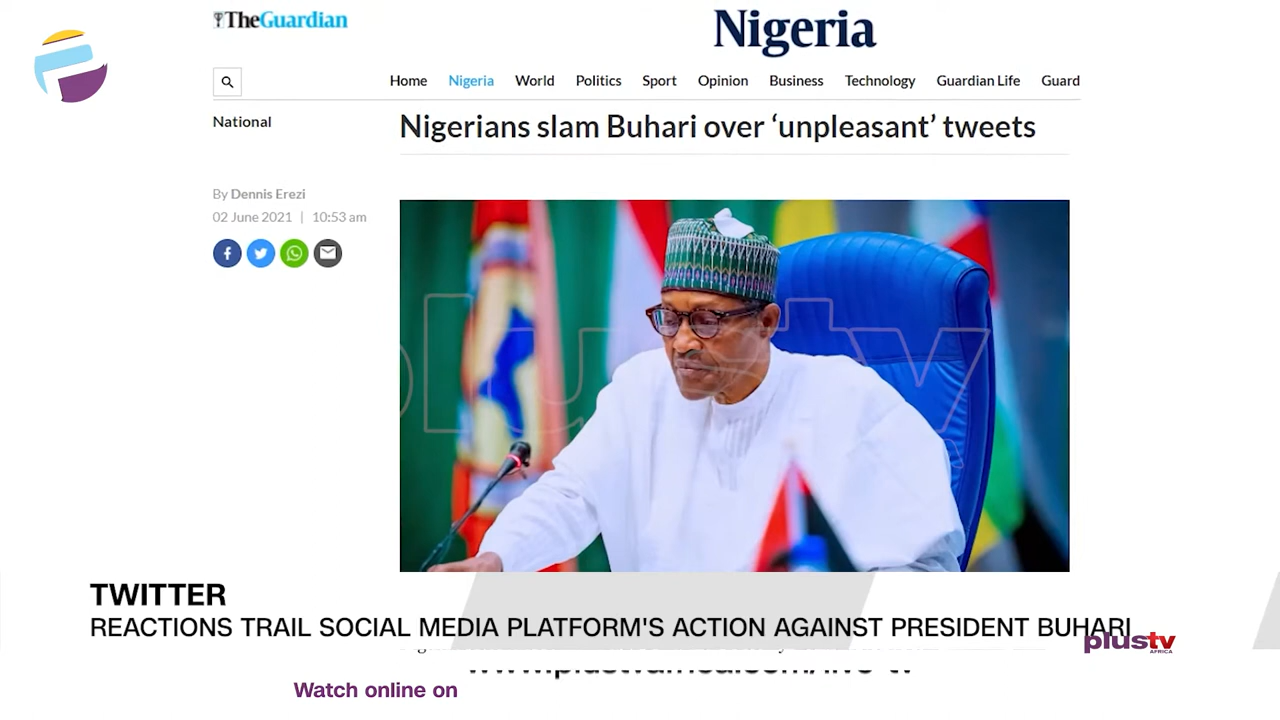 TheGuardian
Nigeria
Home Nigeria World Politics Sport Opinion Business Technology Guardian Life Guard
National
Nigerians slam Buhari over ‘unpleasant’ tweets
By Dennis Erezi
02 June 2021 | 10:53 am
plustv
TWITTER
REACTIONS TRAIL SOCIAL MEDIA PLATFORM'S ACTION AGAINST PRESIDENT BUHARI
plustv
AFRICA
Watch online on